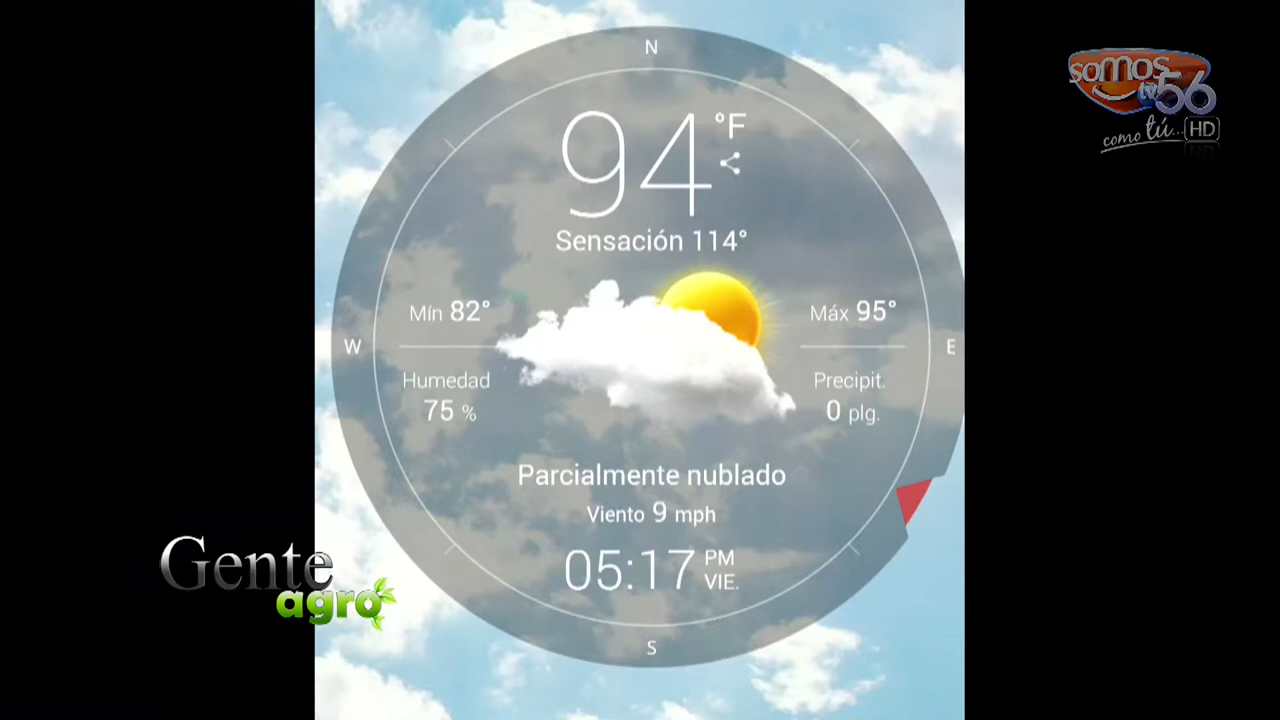 N
somos
tv 56
como tú... HD
94 °F
Sensación 114°
Mín 82°
Máx 95°
W
E
Humedad
75 %
Precipit.
0 plg.
Parcialmente nublado
Viento 9 mph
05:17 PM
VIE.
Gente
agro
S